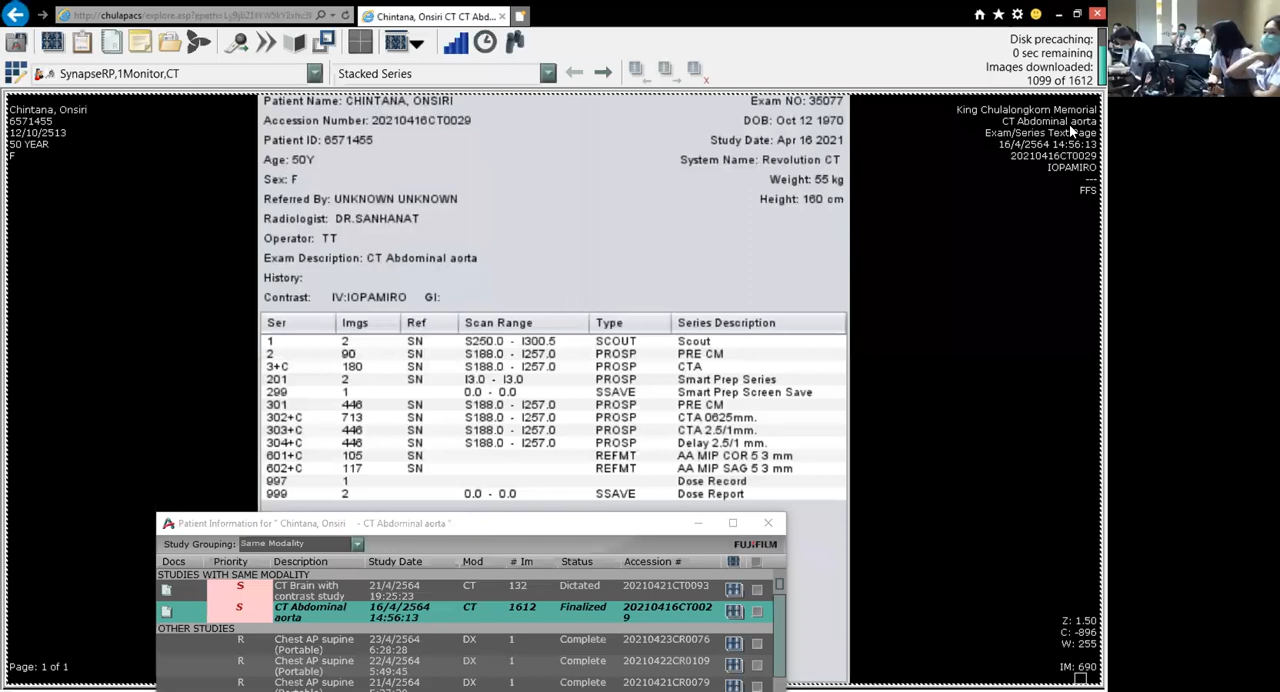 http://chulapacs/explore.asp?
Chintana, Onsiri CT CT Abd...
Disk precaching:
0 sec remaining
Images downloaded:
1099 of 1612
SynapseRP,1Monitor,CT
Stacked Series
Chintana, Onsiri
6571455
12/10/2513
50 YEAR
F
King Chulalongkorn Memorial
CT Abdominal aorta
Exam/Series Text Page
16/4/2564 14:56:13
20210416CT0029
IOPAMIRO
---
FFS
Patient Name: CHINTANA, ONSIRI Exam NO: 35077
Accession Number: 20210416CT0029 DOB: Oct 12 1970
Patient ID: 6571455 Study Date: Apr 16 2021
Age: 50Y System Name: Revolution CT
Sex: F Weight: 55 kg
Referred By: UNKNOWN UNKNOWN Height: 160 cm
Radiologist: DR.SANHANAT
Operator: TT
Exam Description: CT Abdominal aorta
History:
Contrast: IV:IOPAMIRO GI:
Ser Imgs Ref Scan Range Type Series Description
1 2 SN S250.0 - I300.5 SCOUT Scout
2 90 SN S188.0 - I257.0 PROSP PRE CM
3+C 180 SN S188.0 - I257.0 PROSP CTA
201 2 SN I3.0 - I3.0 PROSP Smart Prep Series
299 1 0.0 - 0.0 SSAVE Smart Prep Screen Save
301 446 SN S188.0 - I257.0 PROSP PRE CM
302+C 713 SN S188.0 - I257.0 PROSP CTA 0625mm.
303+C 446 SN S188.0 - I257.0 PROSP CTA 2.5/1mm.
304+C 446 SN S188.0 - I257.0 PROSP Delay 2.5/1 mm.
601+C 105 SN REFMT AA MIP COR 5 3 mm
602+C 117 SN REFMT AA MIP SAG 5 3 mm
997 1 Dose Record
999 2 0.0 - 0.0 SSAVE Dose Report
Patient Information for " Chintana, Onsiri - CT Abdominal aorta "
Study Grouping: Same Modality FUJIFILM
Docs Priority Description Study Date Mod # Im Status Accession #
STUDIES WITH SAME MODALITY
S CT Brain with contrast study 21/4/2564 19:25:23 CT 132 Dictated 20210421CT0093
S CT Abdominal aorta 16/4/2564 14:56:13 CT 1612 Finalized 20210416CT0029
OTHER STUDIES
R Chest AP supine (Portable) 23/4/2564 6:28:28 DX 1 Complete 20210423CR0076
R Chest AP supine (Portable) 22/4/2564 5:49:45 DX 1 Complete 20210422CR0109
R Chest AP supine 21/4/2564 DX 1 Complete 20210421CR0079
Z: 1.50
C: -896
W: 255
IM: 690
Page: 1 of 1